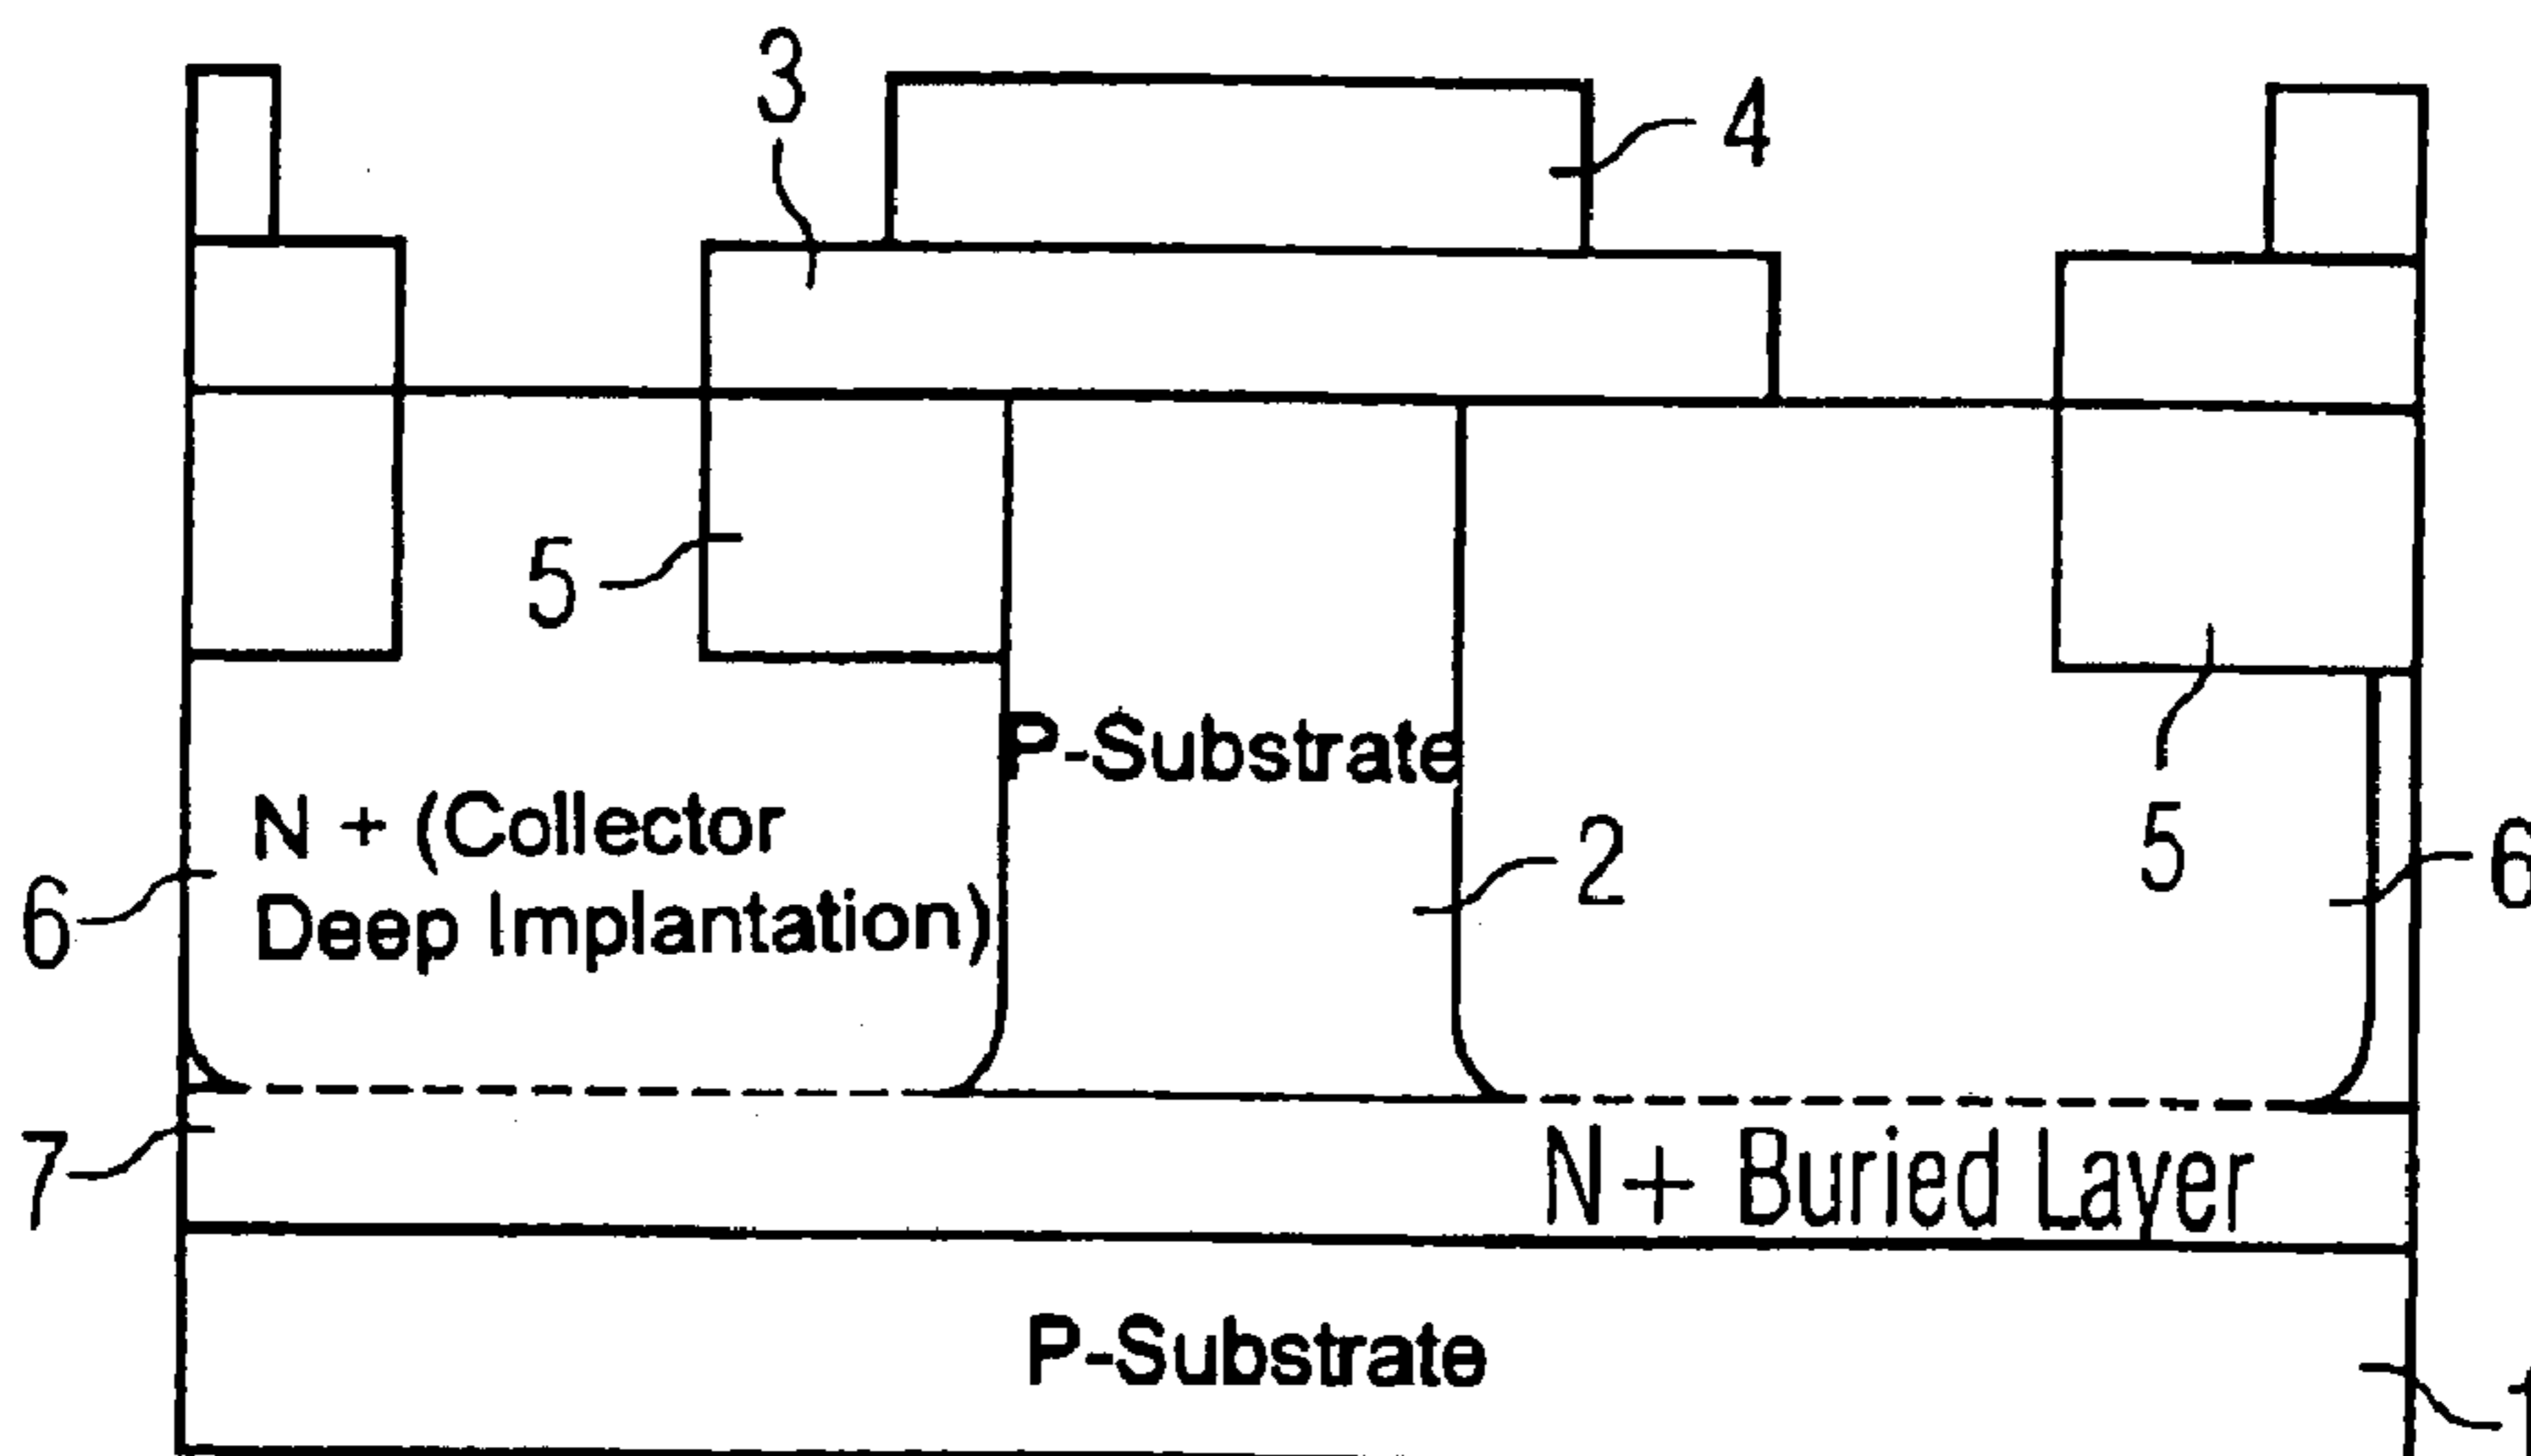 3
4
5
P-Substrate
N + (Collector
Deep Implantation)
2
5
6
6
7
N+ Buried Layer
P-Substrate
1